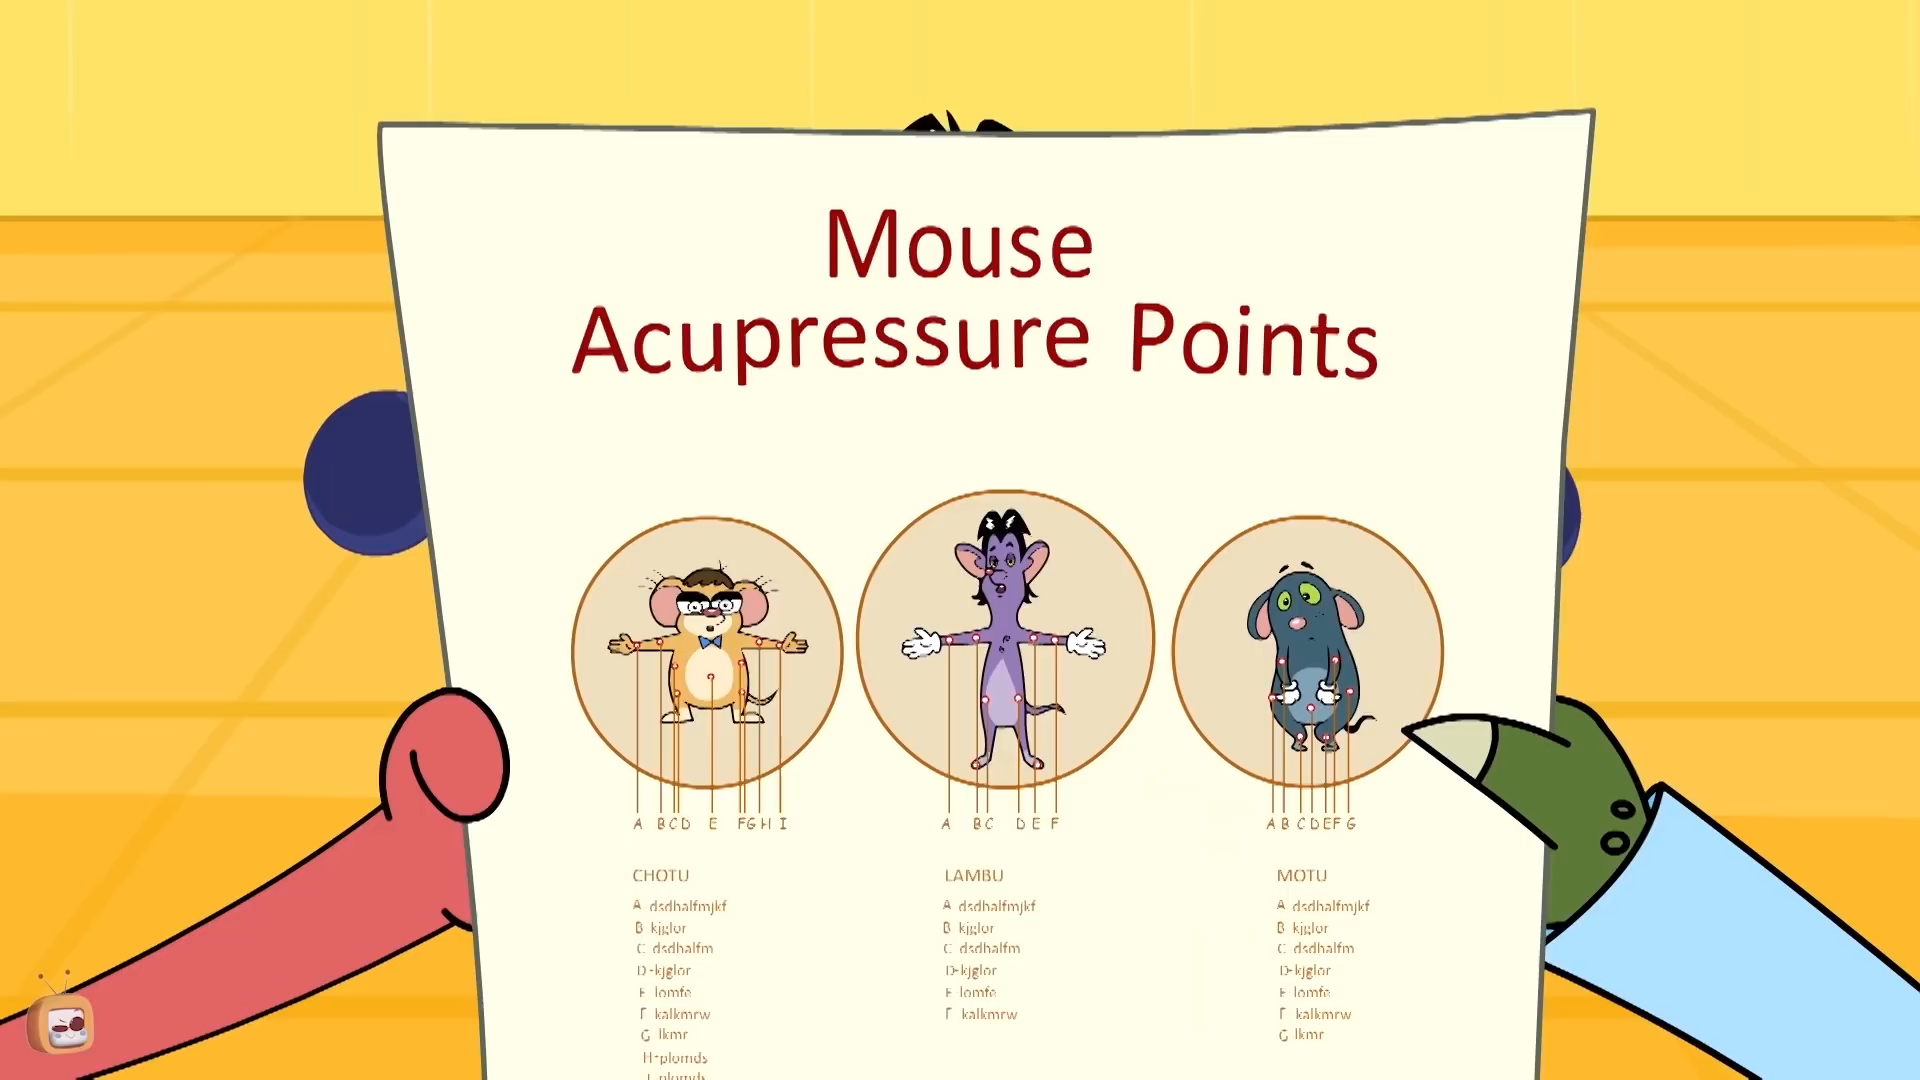 Mouse
Acupressure Points
A B C D E F G H I
A B C D E F
A B C D E F G
CHOTU
A dsdhalfmjkf
B kjglor
C dsdhalfm
D-kjglor
E lomfe
F kalkmrw
G lkmr
H-plomds
I plomds
LAMBU
A dsdhalfmjkf
B kjglor
C dsdhalfm
D-kjglor
E lomfe
F kalkmrw
MOTU
A dsdhalfmjkf
B kjglor
C dsdhalfm
D-kjglor
E lomfe
F kalkmrw
G lkmr